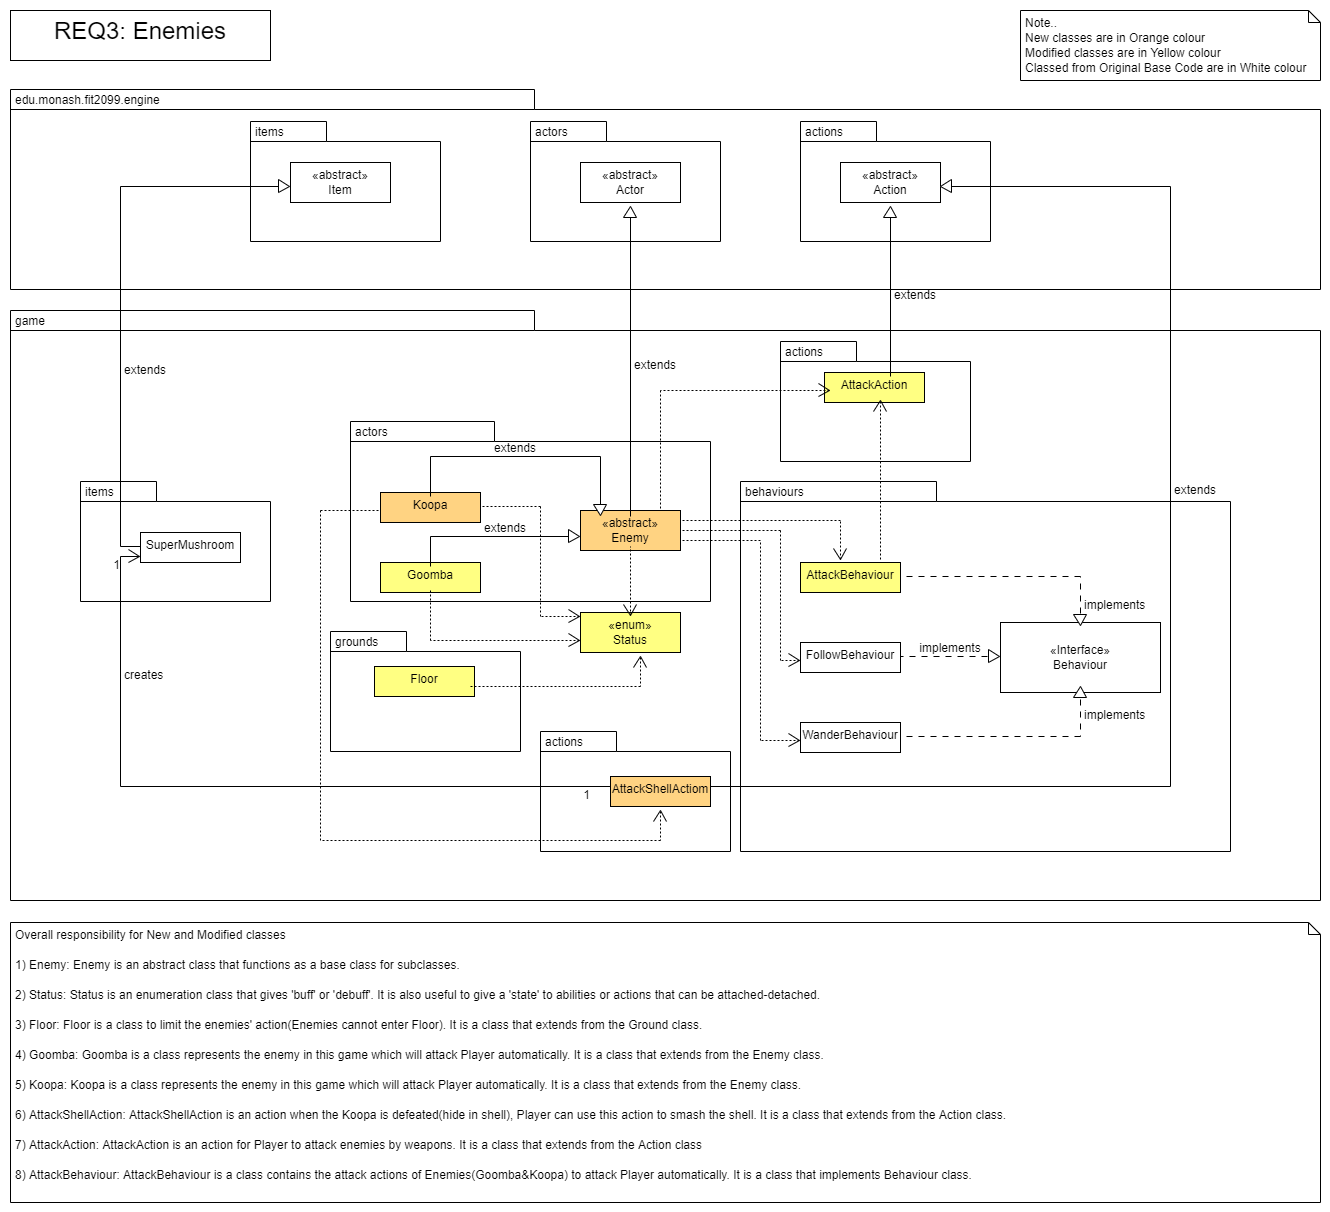 REQ3: Enemies
Note..
New classes are in Orange colour
Modified classes are in Yellow colour
Classed from Original Base Code are in White colour
edu.monash.fit2099.engine
items
«abstract»
Item
actors
«abstract»
Actor
actions
«abstract»
Action
extends
game
extends
extends
actions
AttackAction
actors
extends
Koopa
extends
«abstract»
Enemy
Goomba
items
SuperMushroom
1
behaviours
extends
AttackBehaviour
implements
FollowBehaviour
implements
«Interface»
Behaviour
implements
WanderBehaviour
«enum»
Status
grounds
Floor
creates
actions
AttackShellActiom
1
Overall responsibility for New and Modified classes
1) Enemy: Enemy is an abstract class that functions as a base class for subclasses.
2) Status: Status is an enumeration class that gives 'buff' or 'debuff'. It is also useful to give a 'state' to abilities or actions that can be attached-detached.
3) Floor: Floor is a class to limit the enemies' action(Enemies cannot enter Floor). It is a class that extends from the Ground class.
4) Goomba: Goomba is a class represents the enemy in this game which will attack Player automatically. It is a class that extends from the Enemy class.
5) Koopa: Koopa is a class represents the enemy in this game which will attack Player automatically. It is a class that extends from the Enemy class.
6) AttackShellAction: AttackShellAction is an action when the Koopa is defeated(hide in shell), Player can use this action to smash the shell. It is a class that extends from the Action class.
7) AttackAction: AttackAction is an action for Player to attack enemies by weapons. It is a class that extends from the Action class
8) AttackBehaviour: AttackBehaviour is a class contains the attack actions of Enemies(Goomba&Koopa) to attack Player automatically. It is a class that implements Behaviour class.